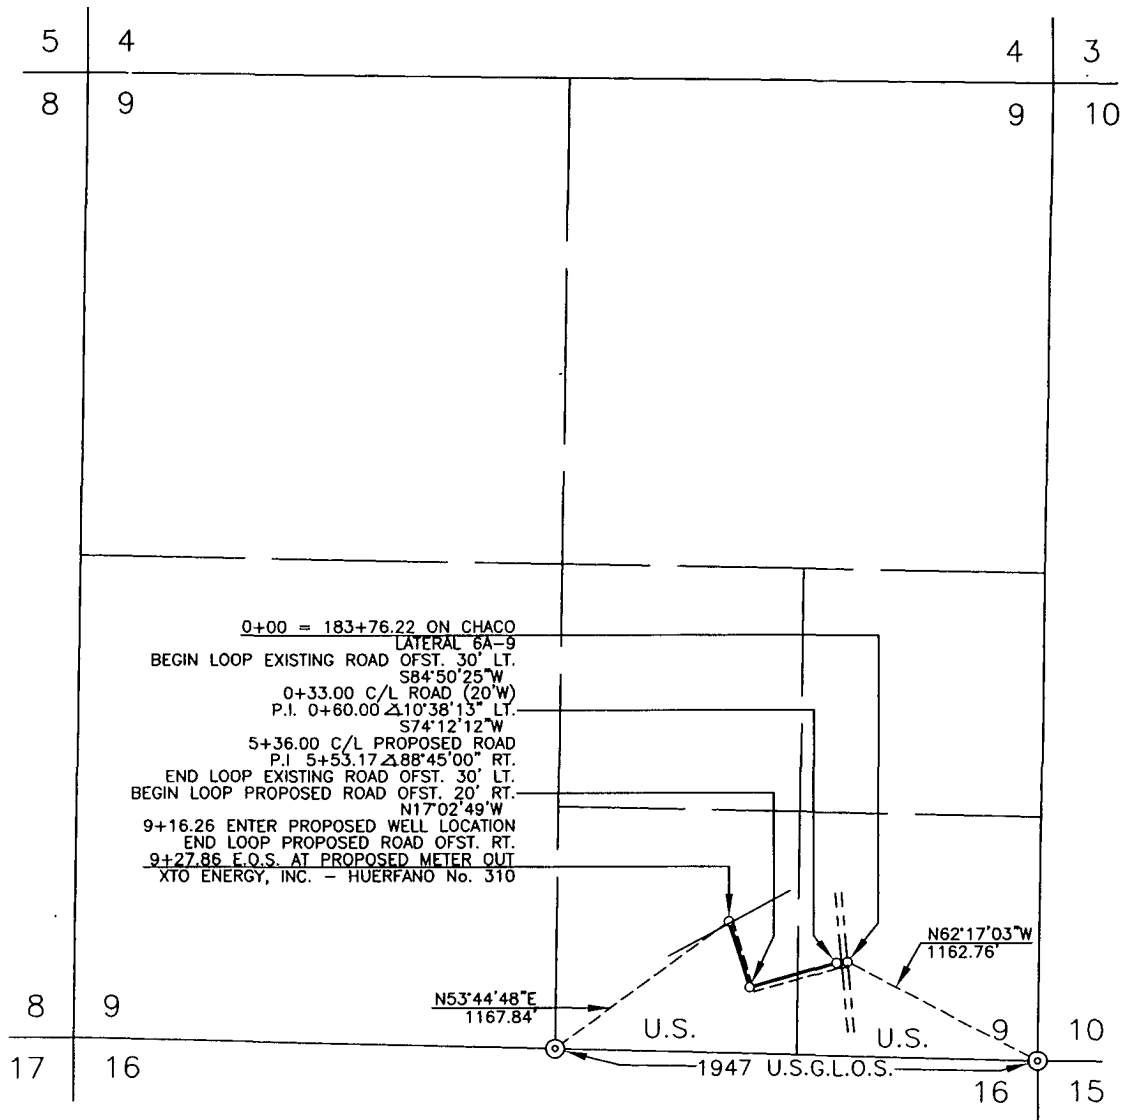 5 4
4 3
8 9
9 10
0+00 = 183+76.22 ON CHACO
LATERAL 6A-9
BEGIN LOOP EXISTING ROAD OFST. 30' LT.
S84°50'25"W
0+33.00 C/L ROAD (20'W)
P.I. 0+60.00 ∆10°38'13" LT.
S74°12'12"W
5+36.00 C/L PROPOSED ROAD
P.I 5+53.17 ∆88°45'00" RT.
END LOOP EXISTING ROAD OFST. 30' LT.
BEGIN LOOP PROPOSED ROAD OFST. 20' RT.
N17°02'49"W
9+16.26 ENTER PROPOSED WELL LOCATION
END LOOP PROPOSED ROAD OFST. RT.
9+27.86 E.O.S. AT PROPOSED METER OUT
XTO ENERGY, INC. - HUERFANO No. 310
N62°17'03"W
1162.76'
N53°44'48"E
1167.84'
8 9
U.S.
U.S.
9 10
17 16
1947 U.S.G.L.O.S.
16 15